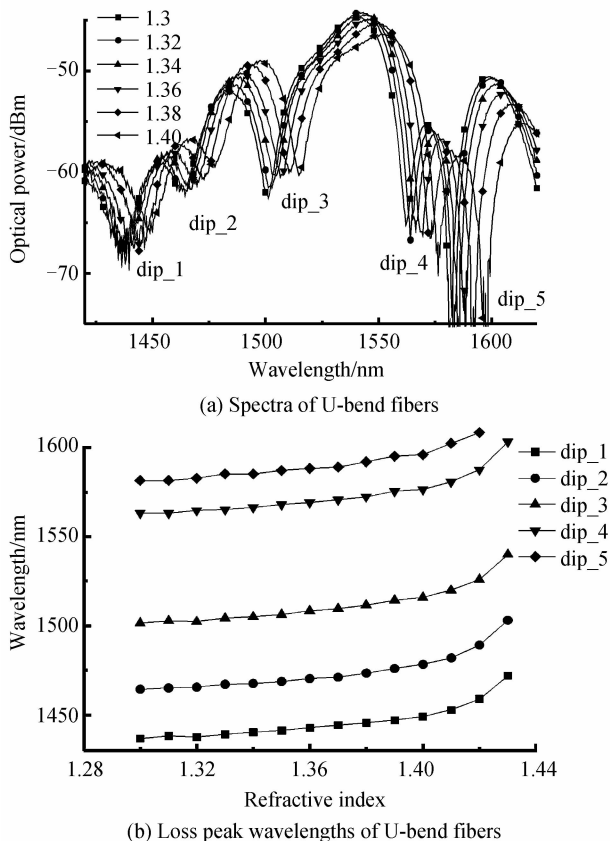 1.3
1.32
1.34
1.36
1.38
1.40
Optical power/dBm
−50
−60
−70
dip_1
dip_2
dip_3
dip_4
dip_5
1450
1500
1550
1600
Wavelength/nm
(a) Spectra of U-bend fibers
Wavelength/nm
1600
1550
1500
1450
dip_1
dip_2
dip_3
dip_4
dip_5
1.28
1.32
1.36
1.40
1.44
Refractive index
(b) Loss peak wavelengths of U-bend fibers